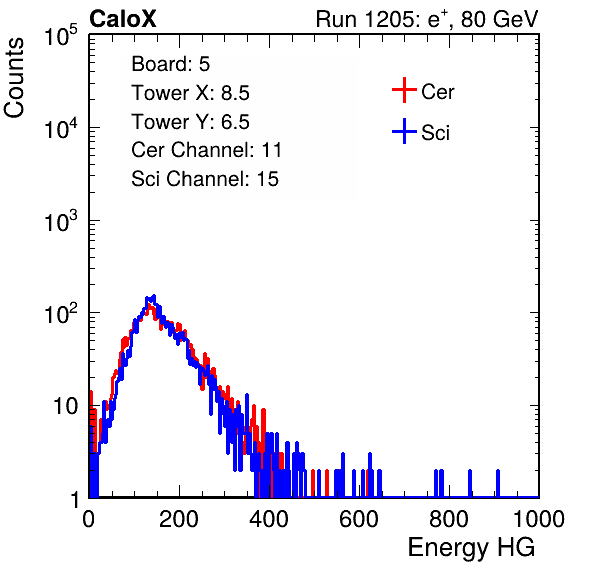 CaloX
Run 1205: e⁺, 80 GeV
Counts
10⁵
10⁴
10³
10²
10
1
Board: 5
Tower X: 8.5
Tower Y: 6.5
Cer Channel: 11
Sci Channel: 15
Cer
Sci
0 200 400 600 800 1000
Energy HG